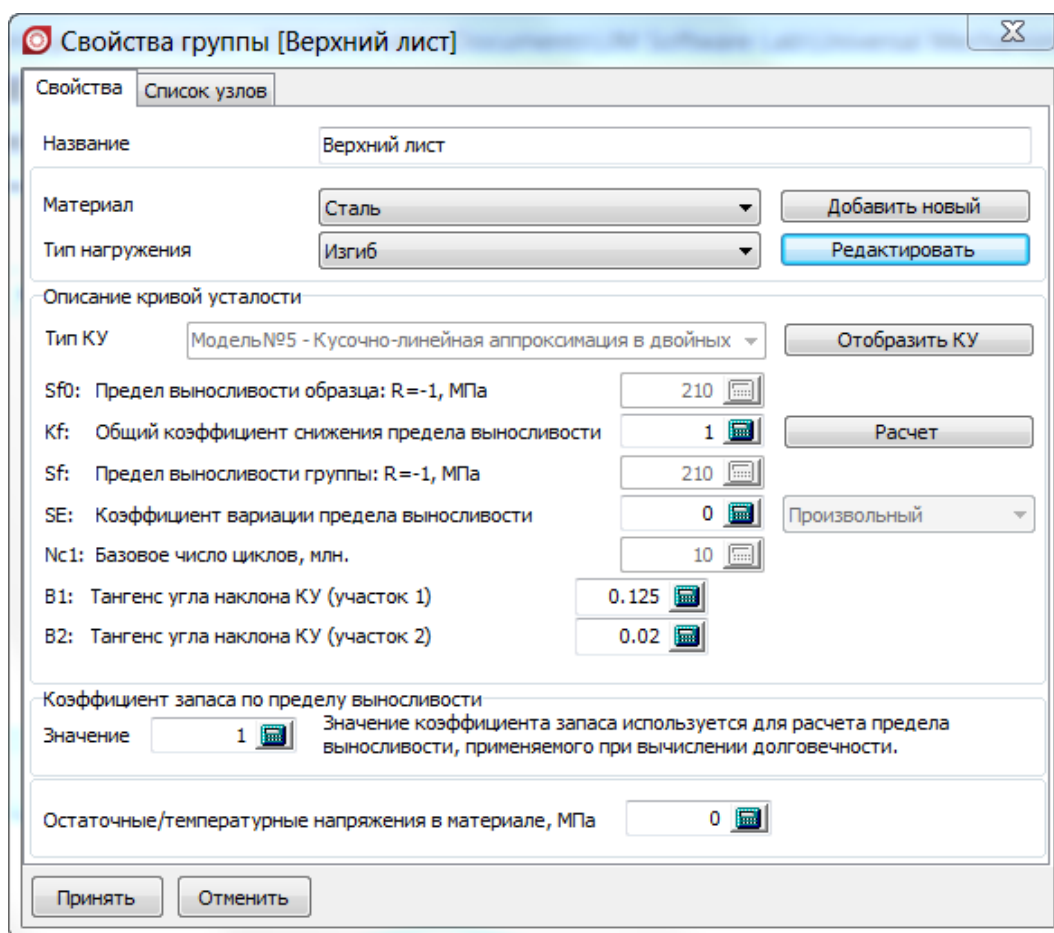 Свойства группы [Верхний лист]
Свойства Список узлов
Название Верхний лист
Материал Сталь Добавить новый
Тип нагружения Изгиб Редактировать
Описание кривой усталости
Тип КУ Модель№5 - Кусочно-линейная аппроксимация в двойных Отобразить КУ
Sf0: Предел выносливости образца: R=-1, МПа 210
Kf: Общий коэффициент снижения предела выносливости 1 Расчет
Sf: Предел выносливости группы: R=-1, МПа 210
SE: Коэффициент вариации предела выносливости 0 Произвольный
Nc1: Базовое число циклов, млн. 10
B1: Тангенс угла наклона КУ (участок 1) 0.125
B2: Тангенс угла наклона КУ (участок 2) 0.02
Коэффициент запаса по пределу выносливости
Значение 1 Значение коэффициента запаса используется для расчета предела
выносливости, применяемого при вычислении долговечности.
Остаточные/температурные напряжения в материале, МПа 0
Принять Отменить